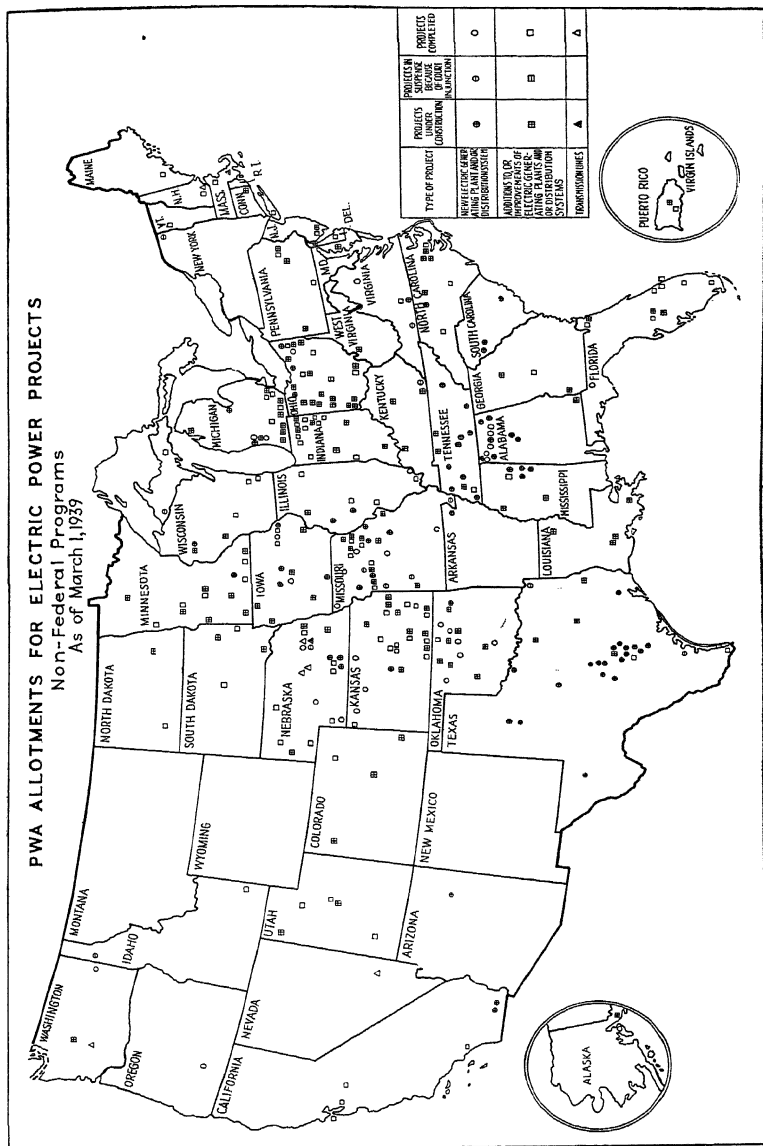 PWA ALLOTMENTS FOR ELECTRIC POWER PROJECTS
Non-Federal Programs
As of March 1, 1939
WASHINGTON
OREGON
CALIFORNIA
NEVADA
IDAHO
MONTANA
WYOMING
UTAH
ARIZONA
COLORADO
NEW MEXICO
NORTH DAKOTA
SOUTH DAKOTA
NEBRASKA
KANSAS
OKLAHOMA
TEXAS
MINNESOTA
IOWA
MISSOURI
ARKANSAS
LOUISIANA
WISCONSIN
ILLINOIS
MICHIGAN
INDIANA
OHIO
KENTUCKY
TENNESSEE
MISSISSIPPI
ALABAMA
GEORGIA
FLORIDA
SOUTH CAROLINA
NORTH CAROLINA
VIRGINIA
WEST
VIRGINIA
PENNSYLVANIA
NEW YORK
MD.
DEL.
N.J.
VT.
N.H.
MAINE
MASS.
CONN.
R.I.
ALASKA
PUERTO RICO
VIRGIN ISLANDS
TYPE OF PROJECT
PROJECTS
UNDER
CONSTRUCTION
PROJECTS IN
SUSPENSE
BECAUSE
OF COURT
INJUNCTION
PROJECTS
COMPLETED
NEW ELECTRIC GENER
ATING PLANT AND/OR
DISTRIBUTION SYSTEM
ADDITIONS TO, OR
IMPROVEMENTS OF
ELECTRIC GENER-
ATING PLANTS AND
OR DISTRIBUTION
SYSTEMS
TRANSMISSION LINES